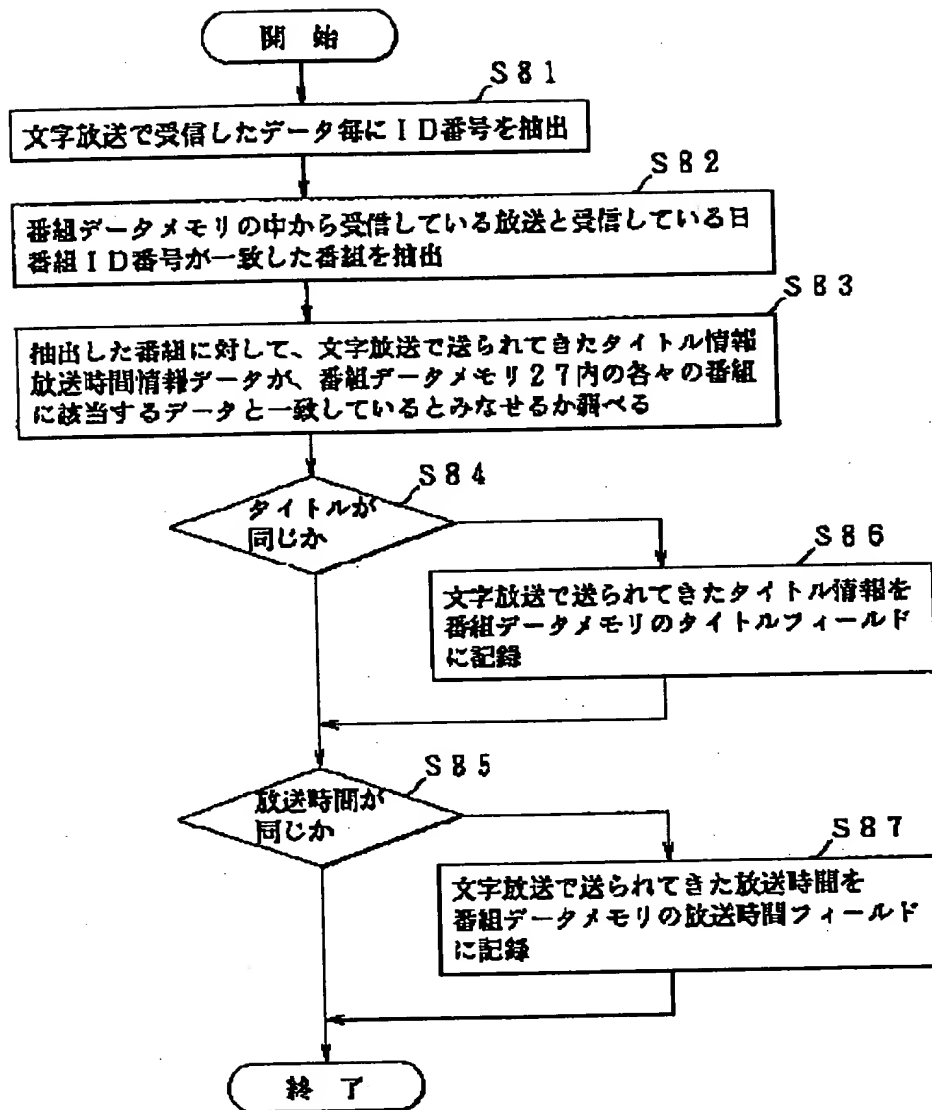 開 始
S81
文字放送で受信したデータ毎にID番号を抽出
S82
番組データメモリの中から受信している放送と受信している日
番組ID番号が一致した番組を抽出
S83
抽出した番組に対して、文字放送で送られてきたタイトル情報
放送時間情報データが、番組データメモリ27内の各々の番組
に該当するデータと一致しているとみなせるか調べる
S84
タイトルが
同じか
S86
文字放送で送られてきたタイトル情報を
番組データメモリのタイトルフィールド
に記録
S85
放送時間が
同じか
S87
文字放送で送られてきた放送時間を
番組データメモリの放送時間フィールド
に記録
終 了